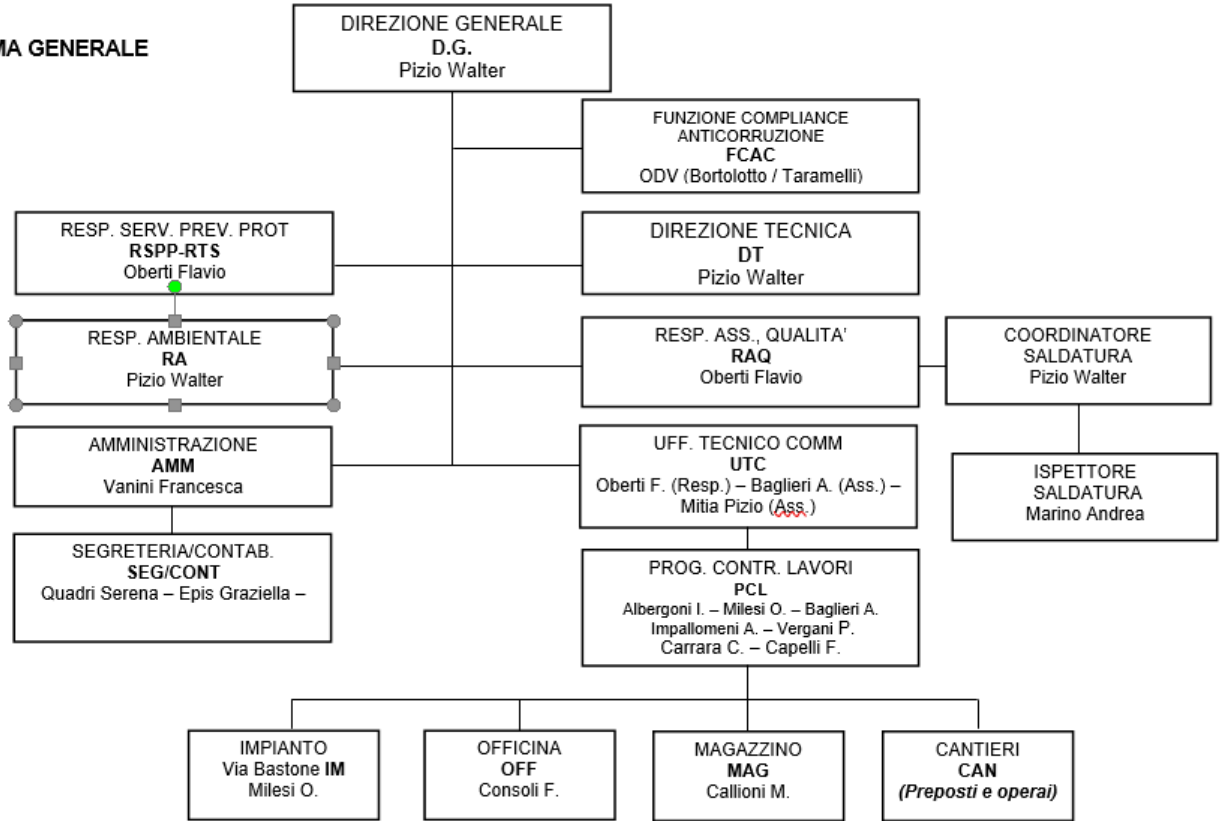 MA GENERALE
DIREZIONE GENERALE
D.G.
Pizio Walter
FUNZIONE COMPLIANCE
ANTICORRUZIONE
FCAC
ODV (Bortolotto / Taramelli)
RESP. SERV. PREV. PROT
RSPP-RTS
Oberti Flavio
DIREZIONE TECNICA
DT
Pizio Walter
RESP. AMBIENTALE
RA
Pizio Walter
RESP. ASS., QUALITA’
RAQ
Oberti Flavio
COORDINATORE
SALDATURA
Pizio Walter
AMMINISTRAZIONE
AMM
Vanini Francesca
UFF. TECNICO COMM
UTC
Oberti F. (Resp.) – Baglieri A. (Ass.) –
Mitia Pizio (Ass.)
ISPETTORE
SALDATURA
Marino Andrea
SEGRETERIA/CONTAB.
SEG/CONT
Quadri Serena – Epis Graziella –
PROG. CONTR. LAVORI
PCL
Albergoni I. – Milesi O. – Baglieri A.
Impallomeni A. – Vergani P.
Carrara C. – Capelli F.
IMPIANTO
Via Bastone IM
Milesi O.
OFFICINA
OFF
Consoli F.
MAGAZZINO
MAG
Callioni M.
CANTIERI
CAN
(Preposti e operai)